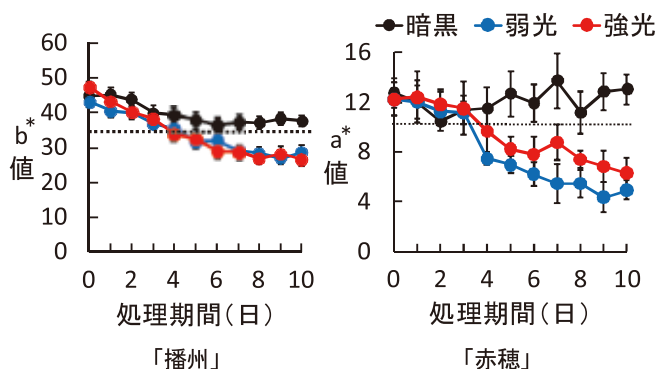 暗黒 弱光 強光
60
50
40
30
20
10
0
b*
値
0 2 4 6 8 10
処理期間(日)
「播州」
16
12
8
4
0
a*
値
0 2 4 6 8 10
処理期間(日)
「赤穂」